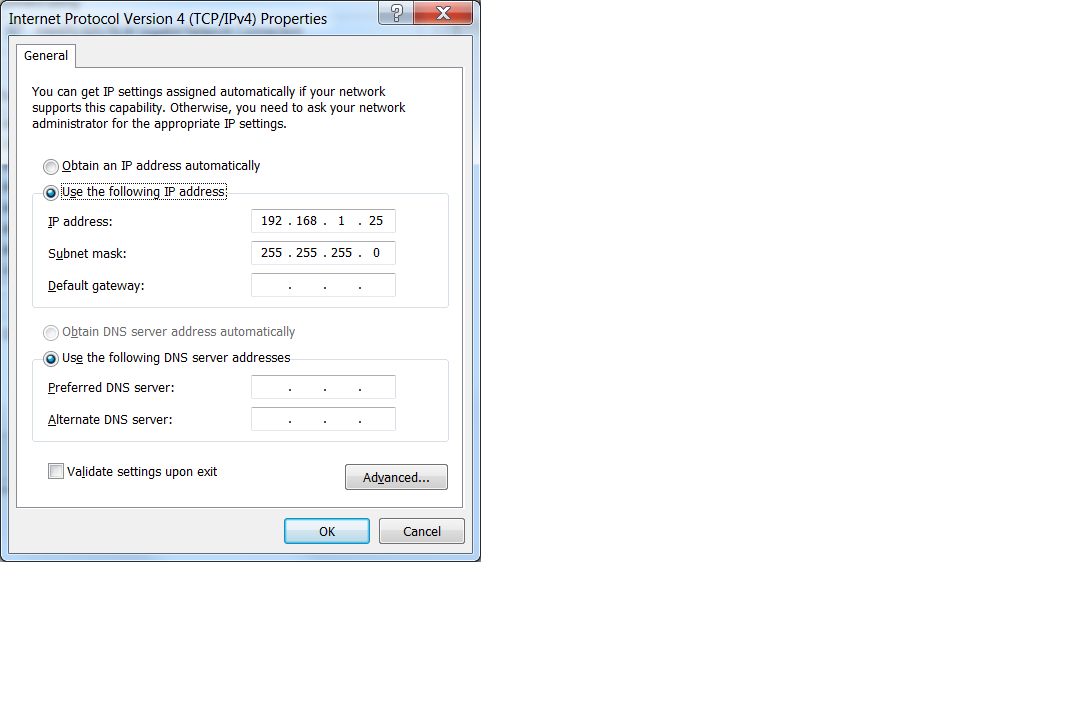 Internet Protocol Version 4 (TCP/IPv4) Properties
General
You can get IP settings assigned automatically if your network
supports this capability. Otherwise, you need to ask your network
administrator for the appropriate IP settings.
Obtain an IP address automatically
Use the following IP address
IP address: 192 . 168 . 1 . 25
Subnet mask: 255 . 255 . 255 . 0
Default gateway: . . .
Obtain DNS server address automatically
Use the following DNS server addresses
Preferred DNS server: . . .
Alternate DNS server: . . .
Validate settings upon exit
Advanced...
OK Cancel